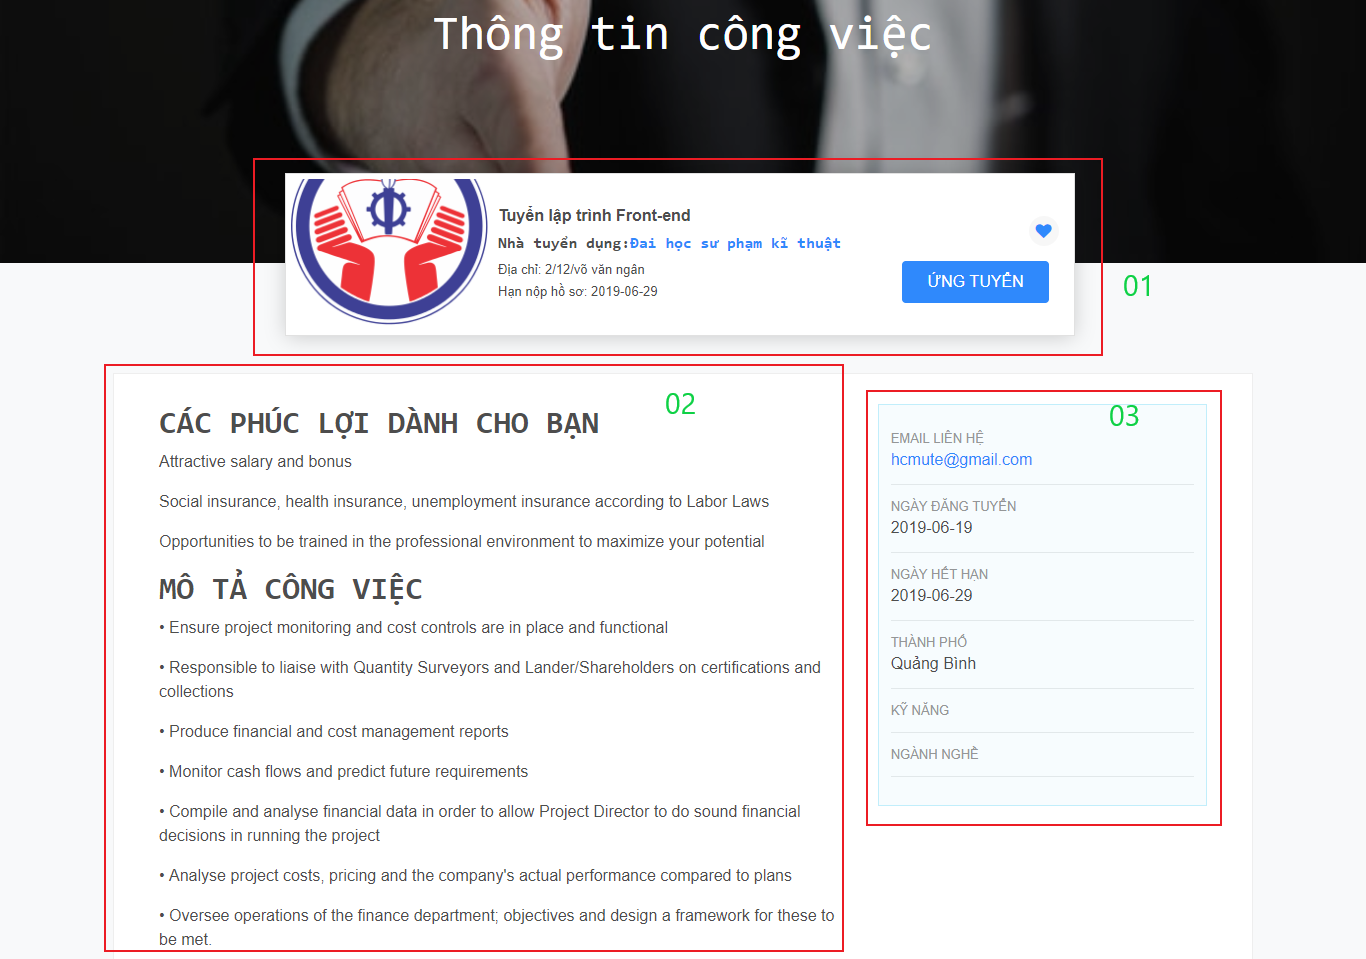 Thông tin công việc
Tuyển lập trình Front-end
Nhà tuyển dụng:Đai học sư phạm kĩ thuật
Địa chỉ: 2/12/võ văn ngân
Hạn nộp hồ sơ: 2019-06-29
ỨNG TUYỂN
01
02
CÁC PHÚC LỢI DÀNH CHO BẠN
Attractive salary and bonus
Social insurance, health insurance, unemployment insurance according to Labor Laws
Opportunities to be trained in the professional environment to maximize your potential
MÔ TẢ CÔNG VIỆC
• Ensure project monitoring and cost controls are in place and functional
• Responsible to liaise with Quantity Surveyors and Lander/Shareholders on certifications and
collections
• Produce financial and cost management reports
• Monitor cash flows and predict future requirements
• Compile and analyse financial data in order to allow Project Director to do sound financial
decisions in running the project
• Analyse project costs, pricing and the company's actual performance compared to plans
• Oversee operations of the finance department; objectives and design a framework for these to
be met.
03
EMAIL LIÊN HỆ
hcmute@gmail.com
NGÀY ĐĂNG TUYỂN
2019-06-19
NGÀY HẾT HẠN
2019-06-29
THÀNH PHỐ
Quảng Bình
KỸ NĂNG
NGÀNH NGHỀ